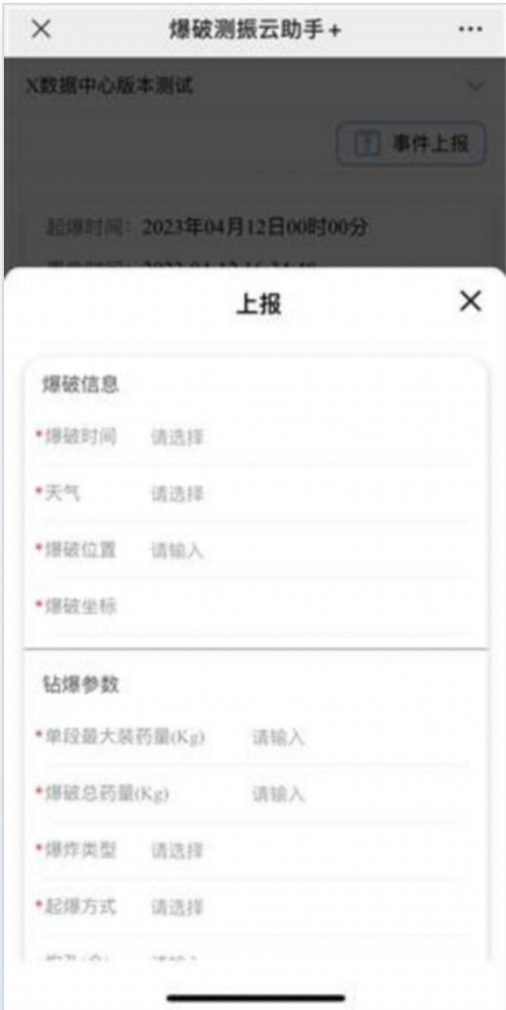 爆破测振云助手+
X数据中心版本测试
事件上报
起爆时间：2023年04月12日00时00分
上报
爆破信息
*爆破时间 请选择
*天气 请选择
*爆破位置 请输入
*爆破坐标
钻爆参数
*单段最大装药量(Kg) 请输入
*爆破总药量(Kg) 请输入
*爆炸类型 请选择
*起爆方式 请选择